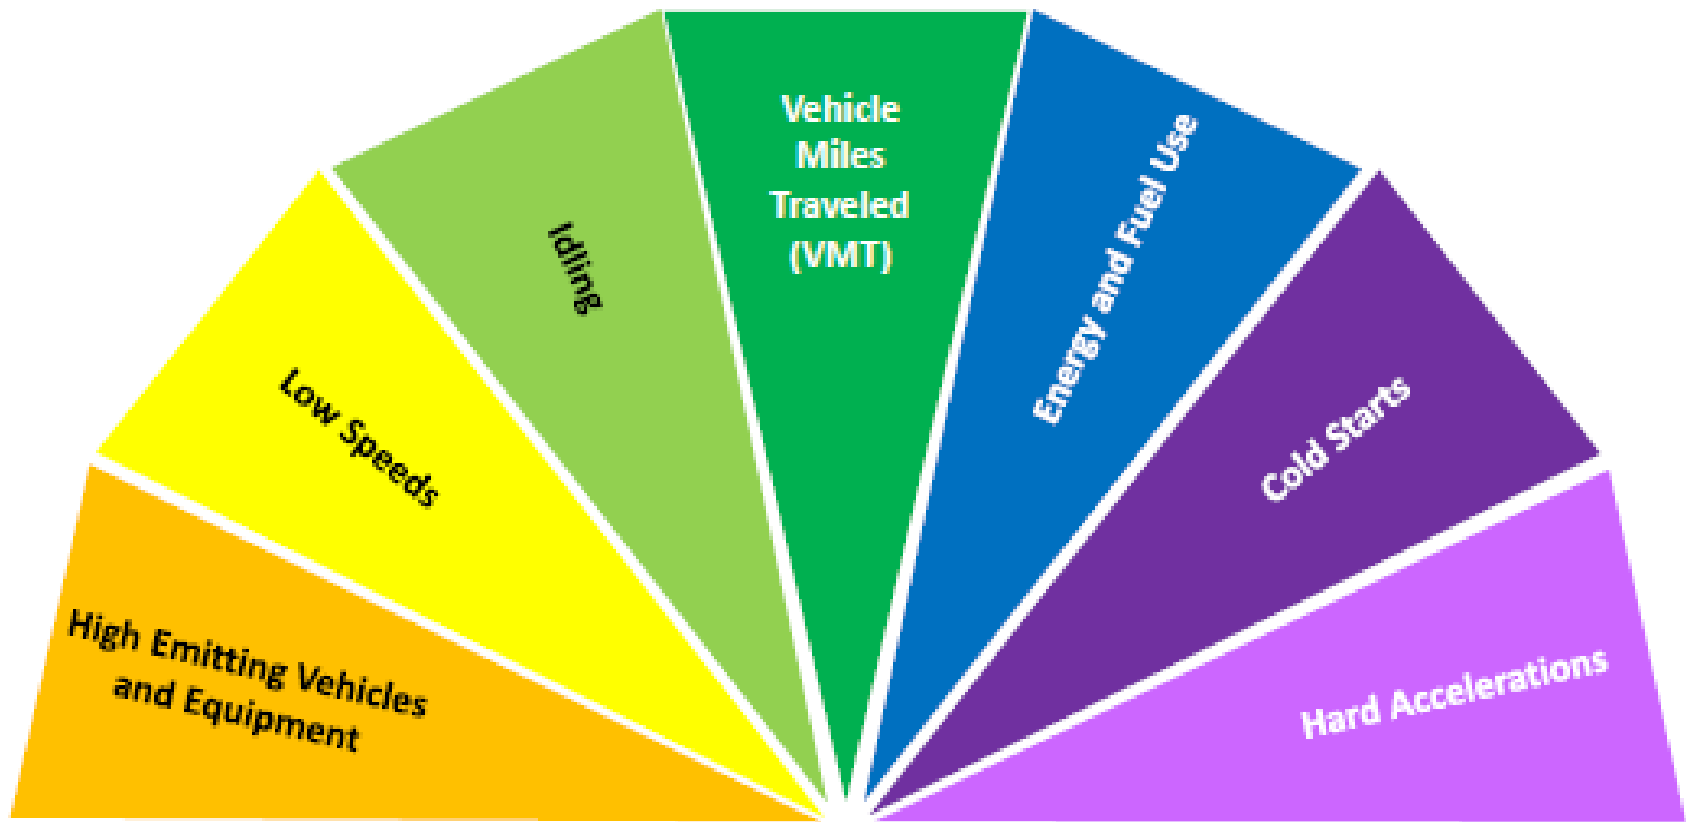 High Emitting Vehicles
and Equipment
Low Speeds
Idling
Vehicle
Miles
Traveled
(VMT)
Energy and Fuel Use
Cold Starts
Hard Accelerations